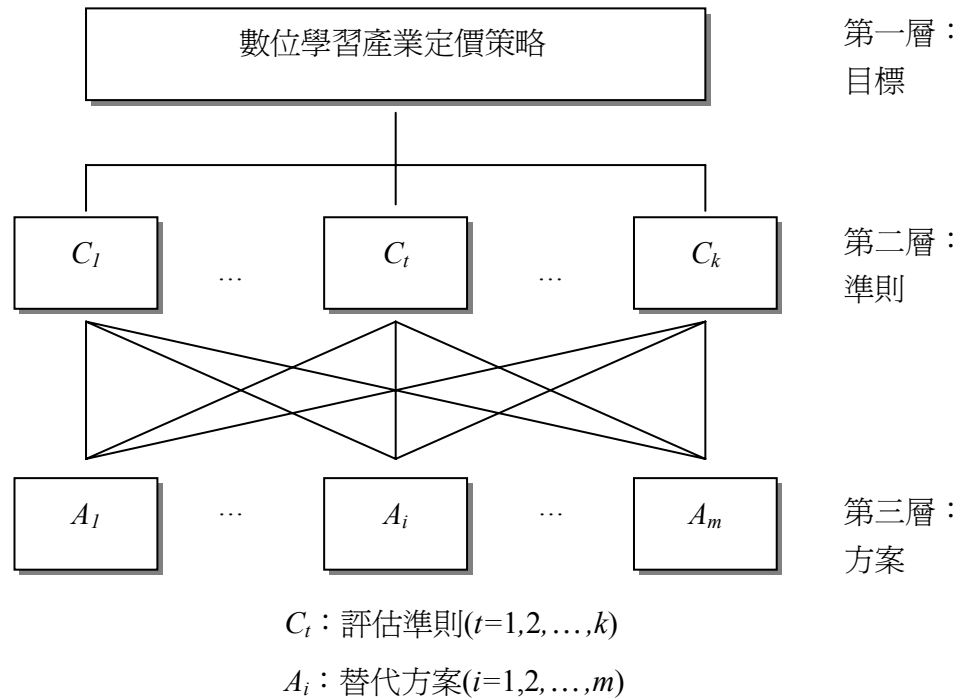 數位學習產業定價策略
第一層：
目標
C1 … Ct … Ck
第二層：
準則
A1 … Ai … Am
第三層：
方案
Ct：評估準則(t=1,2,…,k)
Ai：替代方案(i=1,2,…,m)